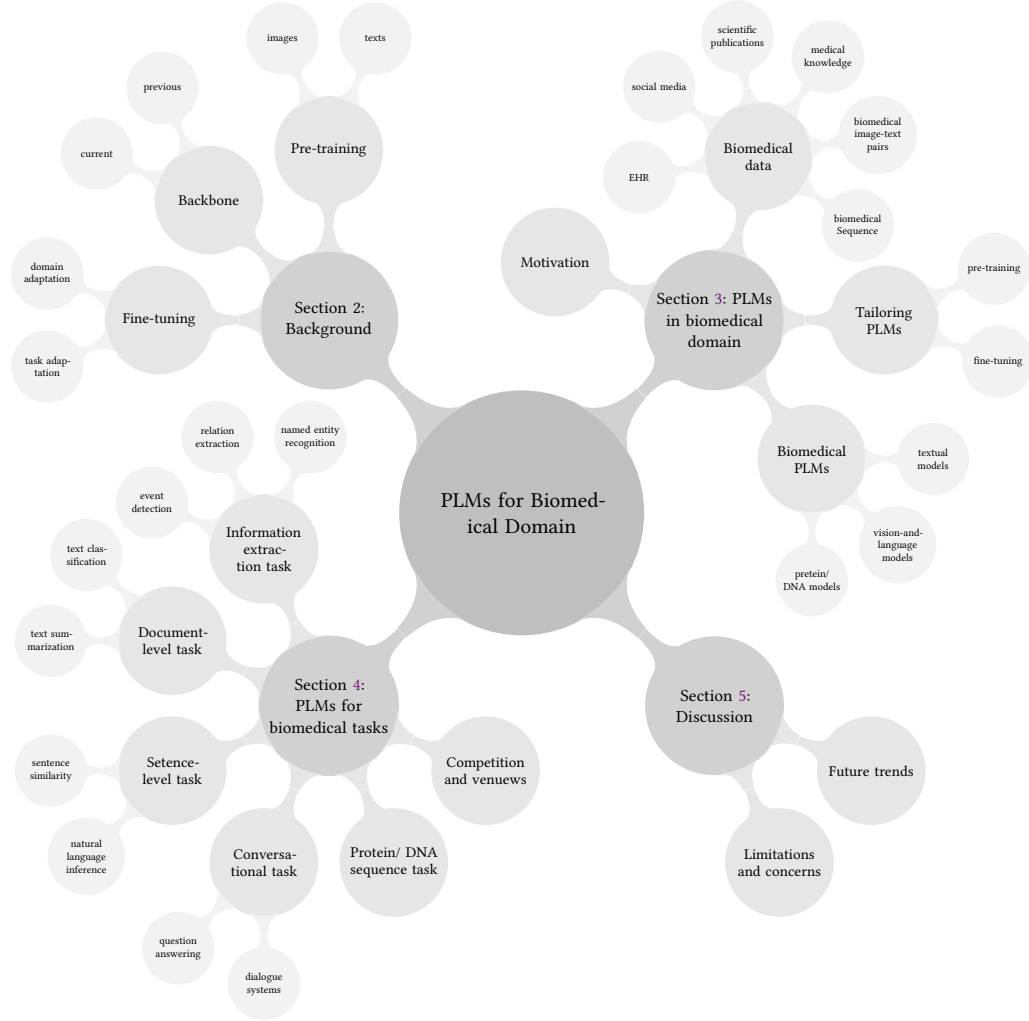 PLMs for Biomed-
ical Domain
Section 2:
Background
Pre-training
images
texts
Backbone
previous
current
Fine-tuning
domain
adaptation
task adap-
tation
Section 3: PLMs
in biomedical
domain
Motivation
Biomedical
data
EHR
social media
scientific
publications
medical
knowledge
biomedical
image-text
pairs
biomedical
Sequence
Tailoring
PLMs
pre-training
fine-tuning
Biomedical
PLMs
textual
models
vision-and-
language
models
pretein/
DNA models
Section 4:
PLMs for
biomedical tasks
Information
extrac-
tion task
named entity
recognition
relation
extraction
event
detection
Document-
level task
text clas-
sification
text sum-
marization
Setence-
level task
sentence
similarity
natural
language
inference
Conversa-
tional task
question
answering
dialogue
systems
Protein/ DNA
sequence task
Competition
and venuews
Section 5:
Discussion
Limitations
and concerns
Future trends